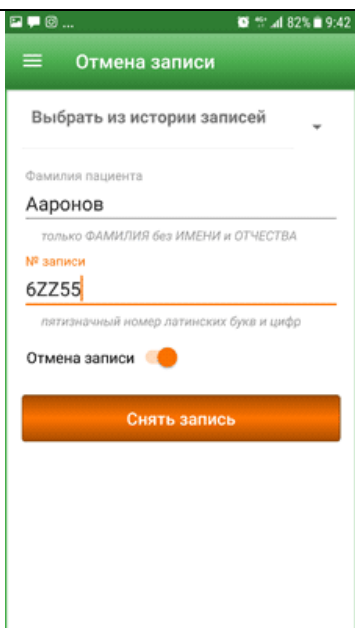 ... 82% 9:42
Отмена записи
Выбрать из истории записей
Фамилия пациента
Ааронов
только ФАМИЛИЯ без ИМЕНИ и ОТЧЕСТВА
№ записи
6ZZ55
пятизначный номер латинских букв и цифр
Отмена записи
Снять запись